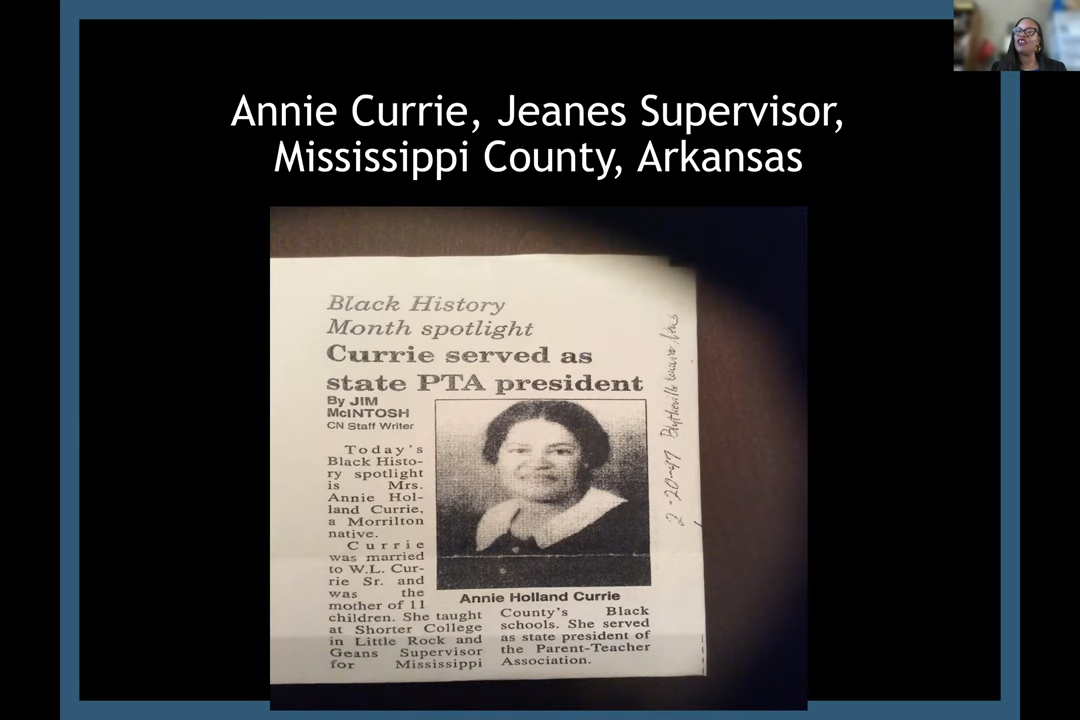 Annie Currie, Jeanes Supervisor,
Mississippi County, Arkansas
Black History
Month spotlight
Currie served as
state PTA president
By JIM
McINTOSH
CN Staff Writer
Today's
Black Histo-
ry spotlight
is Mrs.
Annie Hol-
land Currie,
a Morrilton
native.
Currie
was married
to W.L. Cur-
rie Sr. and
was the
mother of 11
children. She taught
at Shorter College
in Little Rock and
Geans Supervisor
for Mississippi
Annie Holland Currie
County's Black
schools. She served
as state president of
the Parent-Teacher
Association.
2-20-97 Blytheville Courier News